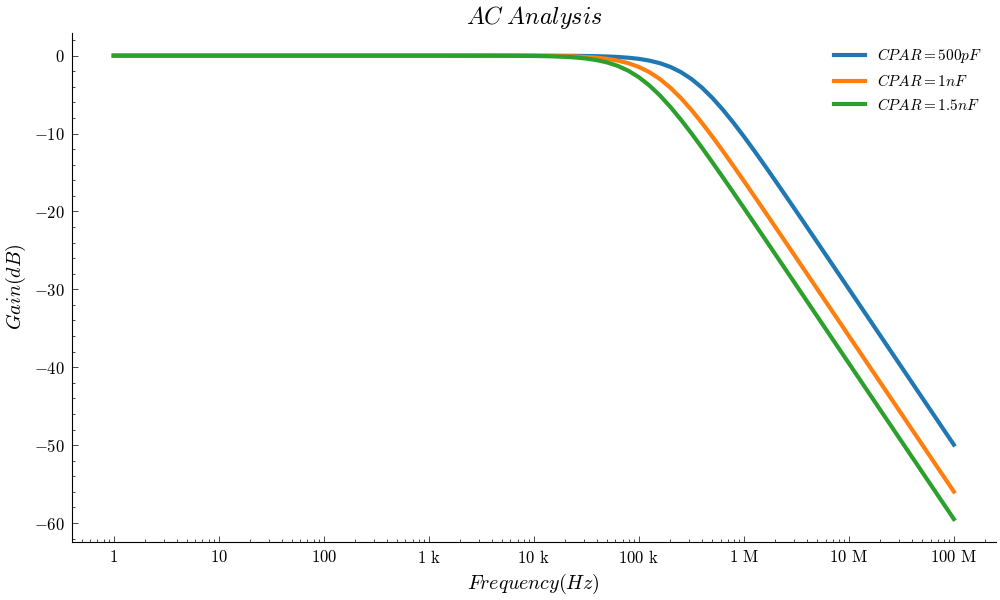 AC Analysis
CPAR = 500pF
CPAR = 1nF
CPAR = 1.5nF
Gain(dB)
0
−10
−20
−30
−40
−50
−60
1 10 100 1 k 10 k 100 k 1 M 10 M 100 M
Frequency(Hz)